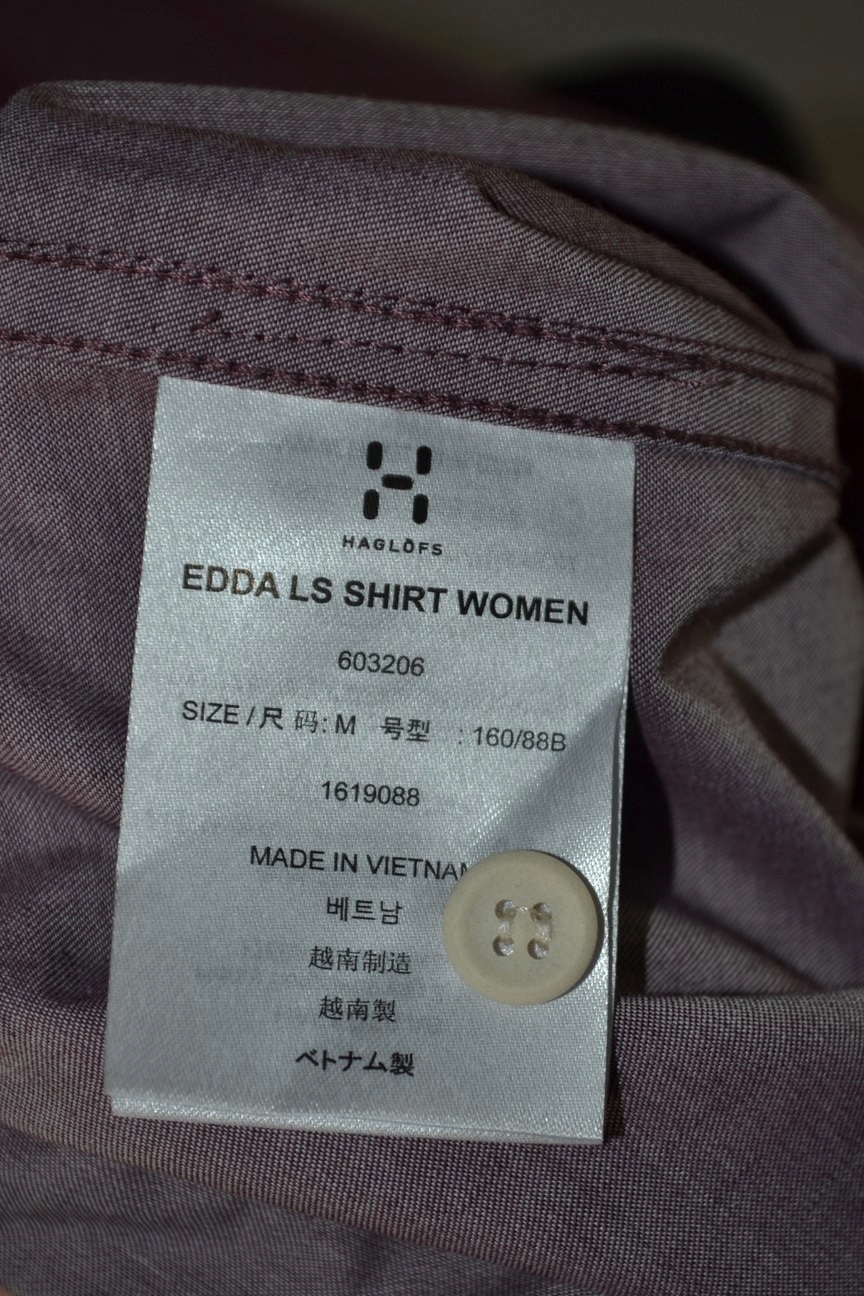 HAGLÖFS
EDDA LS SHIRT WOMEN
603206
SIZE / 尺 码: M 号型 : 160/88B
1619088
MADE IN VIETNAM
베트남
越南制造
越南製
ベトナム製